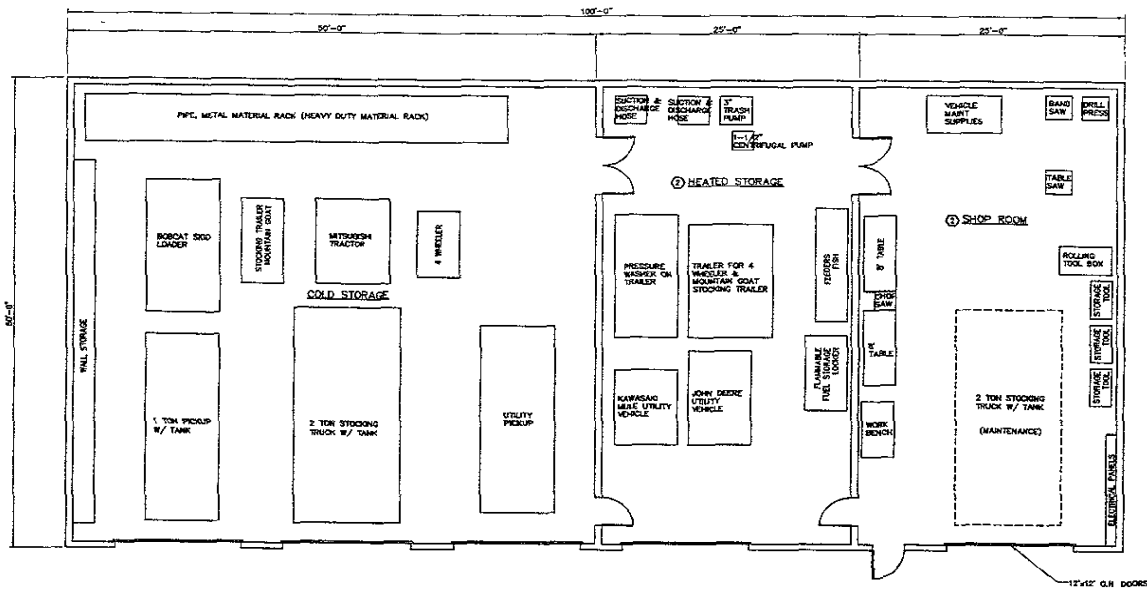 100'-0"
50'-0"
25'-0"
25'-0"
PIPE, METAL MATERIAL RACK (HEAVY DUTY MATERIAL RACK)
SUCTION &
DISCHARGE
HOSE
SUCTION &
DISCHARGE
HOSE
3"
TRASH
PUMP
1-1/2"
CENTRIFUGAL PUMP
VEHICLE
MAINT
SUPPLIES
BAND
SAW
DRILL
PRESS
TABLE
SAW
2 HEATED STORAGE
SHOP ROOM
BOBCAT SKID
LOADER
STOCKING TRAILER
MOUNTAIN GOAT
MITSUBISHI
TRACTOR
4 WHEELER
COLD STORAGE
PRESSURE
WASHER ON
TRAILER
TRAILER FOR 4
WHEELER &
MOUNTAIN GOAT
STOCKING TRAILER
FEEDERS
FISH
8' TABLE
CHOP
SAW
8' TABLE
ROLLING
TOOL BOX
STORAGE
TOOL
STORAGE
TOOL
STORAGE
TOOL
WALL STORAGE
1 TON PICKUP
W/ TANK
2 TON STOCKING
TRUCK W/ TANK
UTILITY
PICKUP
KAWASAKI
MULE UTILITY
VEHICLE
JOHN DEERE
UTILITY
VEHICLE
FLAMMABLE
FUEL STORAGE
LOCKER
WORK
BENCH
2 TON STOCKING
TRUCK W/ TANK
(MAINTENANCE)
ELECTRICAL PANELS
12'x12' O.H. DOORS